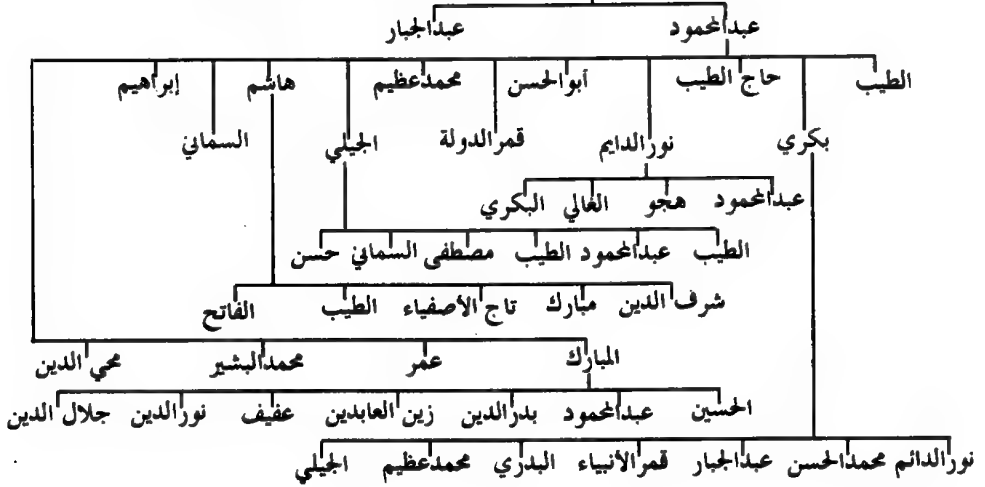 عبدالمحمود عبدالجبار
الطيب حاج الطيب أبوالحسن محمدعظيم هاشم إبراهيم
بكري نورالدايم قمرالدولة الجيلي السماني
عبدالمحمود هجو الغالي البكري
الطيب عبدالمحمود الطيب مصطفى السماني حسن
شرف الدين مبارك تاج الأصفياء الطيب الفاتح
المبارك عمر محمدالبشير محي الدين
الحسين عبدالمحمود بدرالدين زين العابدين عفيف نورالدين جلال الدين
نورالدائم محمدالحسن عبدالجبار قمرالأنبياء البدري محمدعظيم الجيلي